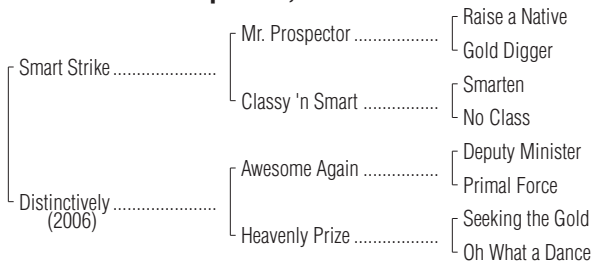 Raise a Native
Mr. Prospector ..................
Gold Digger
Smart Strike ......................
Smarten
Classy 'n Smart ................
No Class
Deputy Minister
Awesome Again ................
Primal Force
Distinctively ......................
(2006)
Seeking the Gold
Heavenly Prize ..................
Oh What a Dance